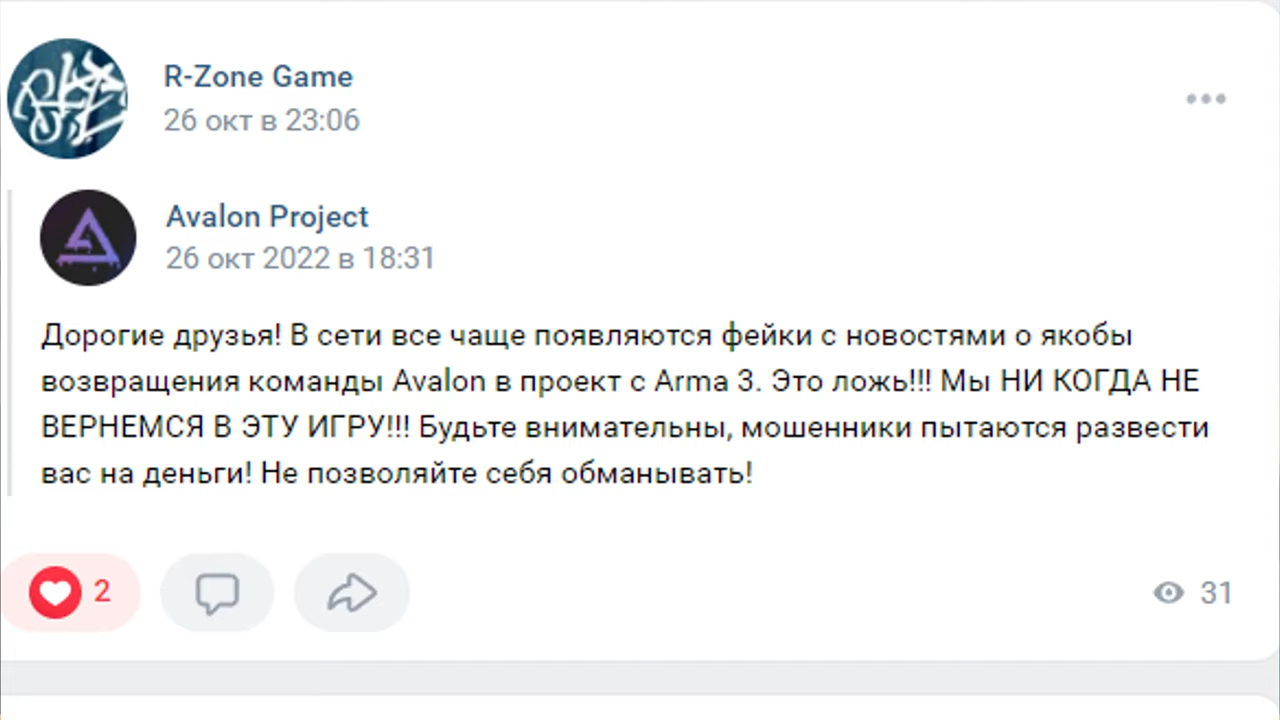 R-Zone Game
26 окт в 23:06
Avalon Project
26 окт 2022 в 18:31
Дорогие друзья! В сети все чаще появляются фейки с новостями о якобы
возвращения команды Avalon в проект с Arma 3. Это ложь!!! Мы НИ КОГДА НЕ
ВЕРНЕМСЯ В ЭТУ ИГРУ!!! Будьте внимательны, мошенники пытаются развести
вас на деньги! Не позволяйте себя обманывать!
2
31